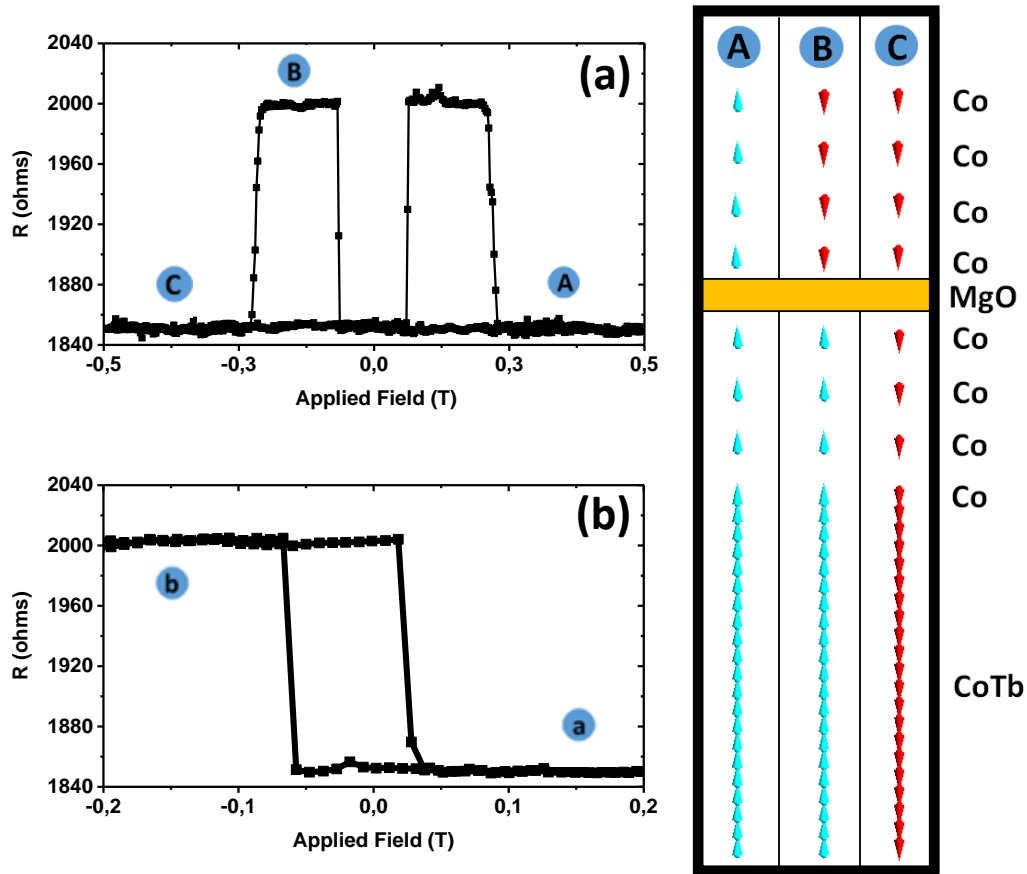 2040
2000
1960
1920
1880
1840
R (ohms)
B
(a)
C
A
-0,5
-0,3
0,0
0,3
0,5
Applied Field (T)
2040
2000
1960
1920
1880
1840
R (ohms)
(b)
b
a
-0,2
-0,1
0,0
0,1
0,2
Applied Field (T)
A B C
Co
Co
Co
Co
MgO
Co
Co
Co
Co
CoTb